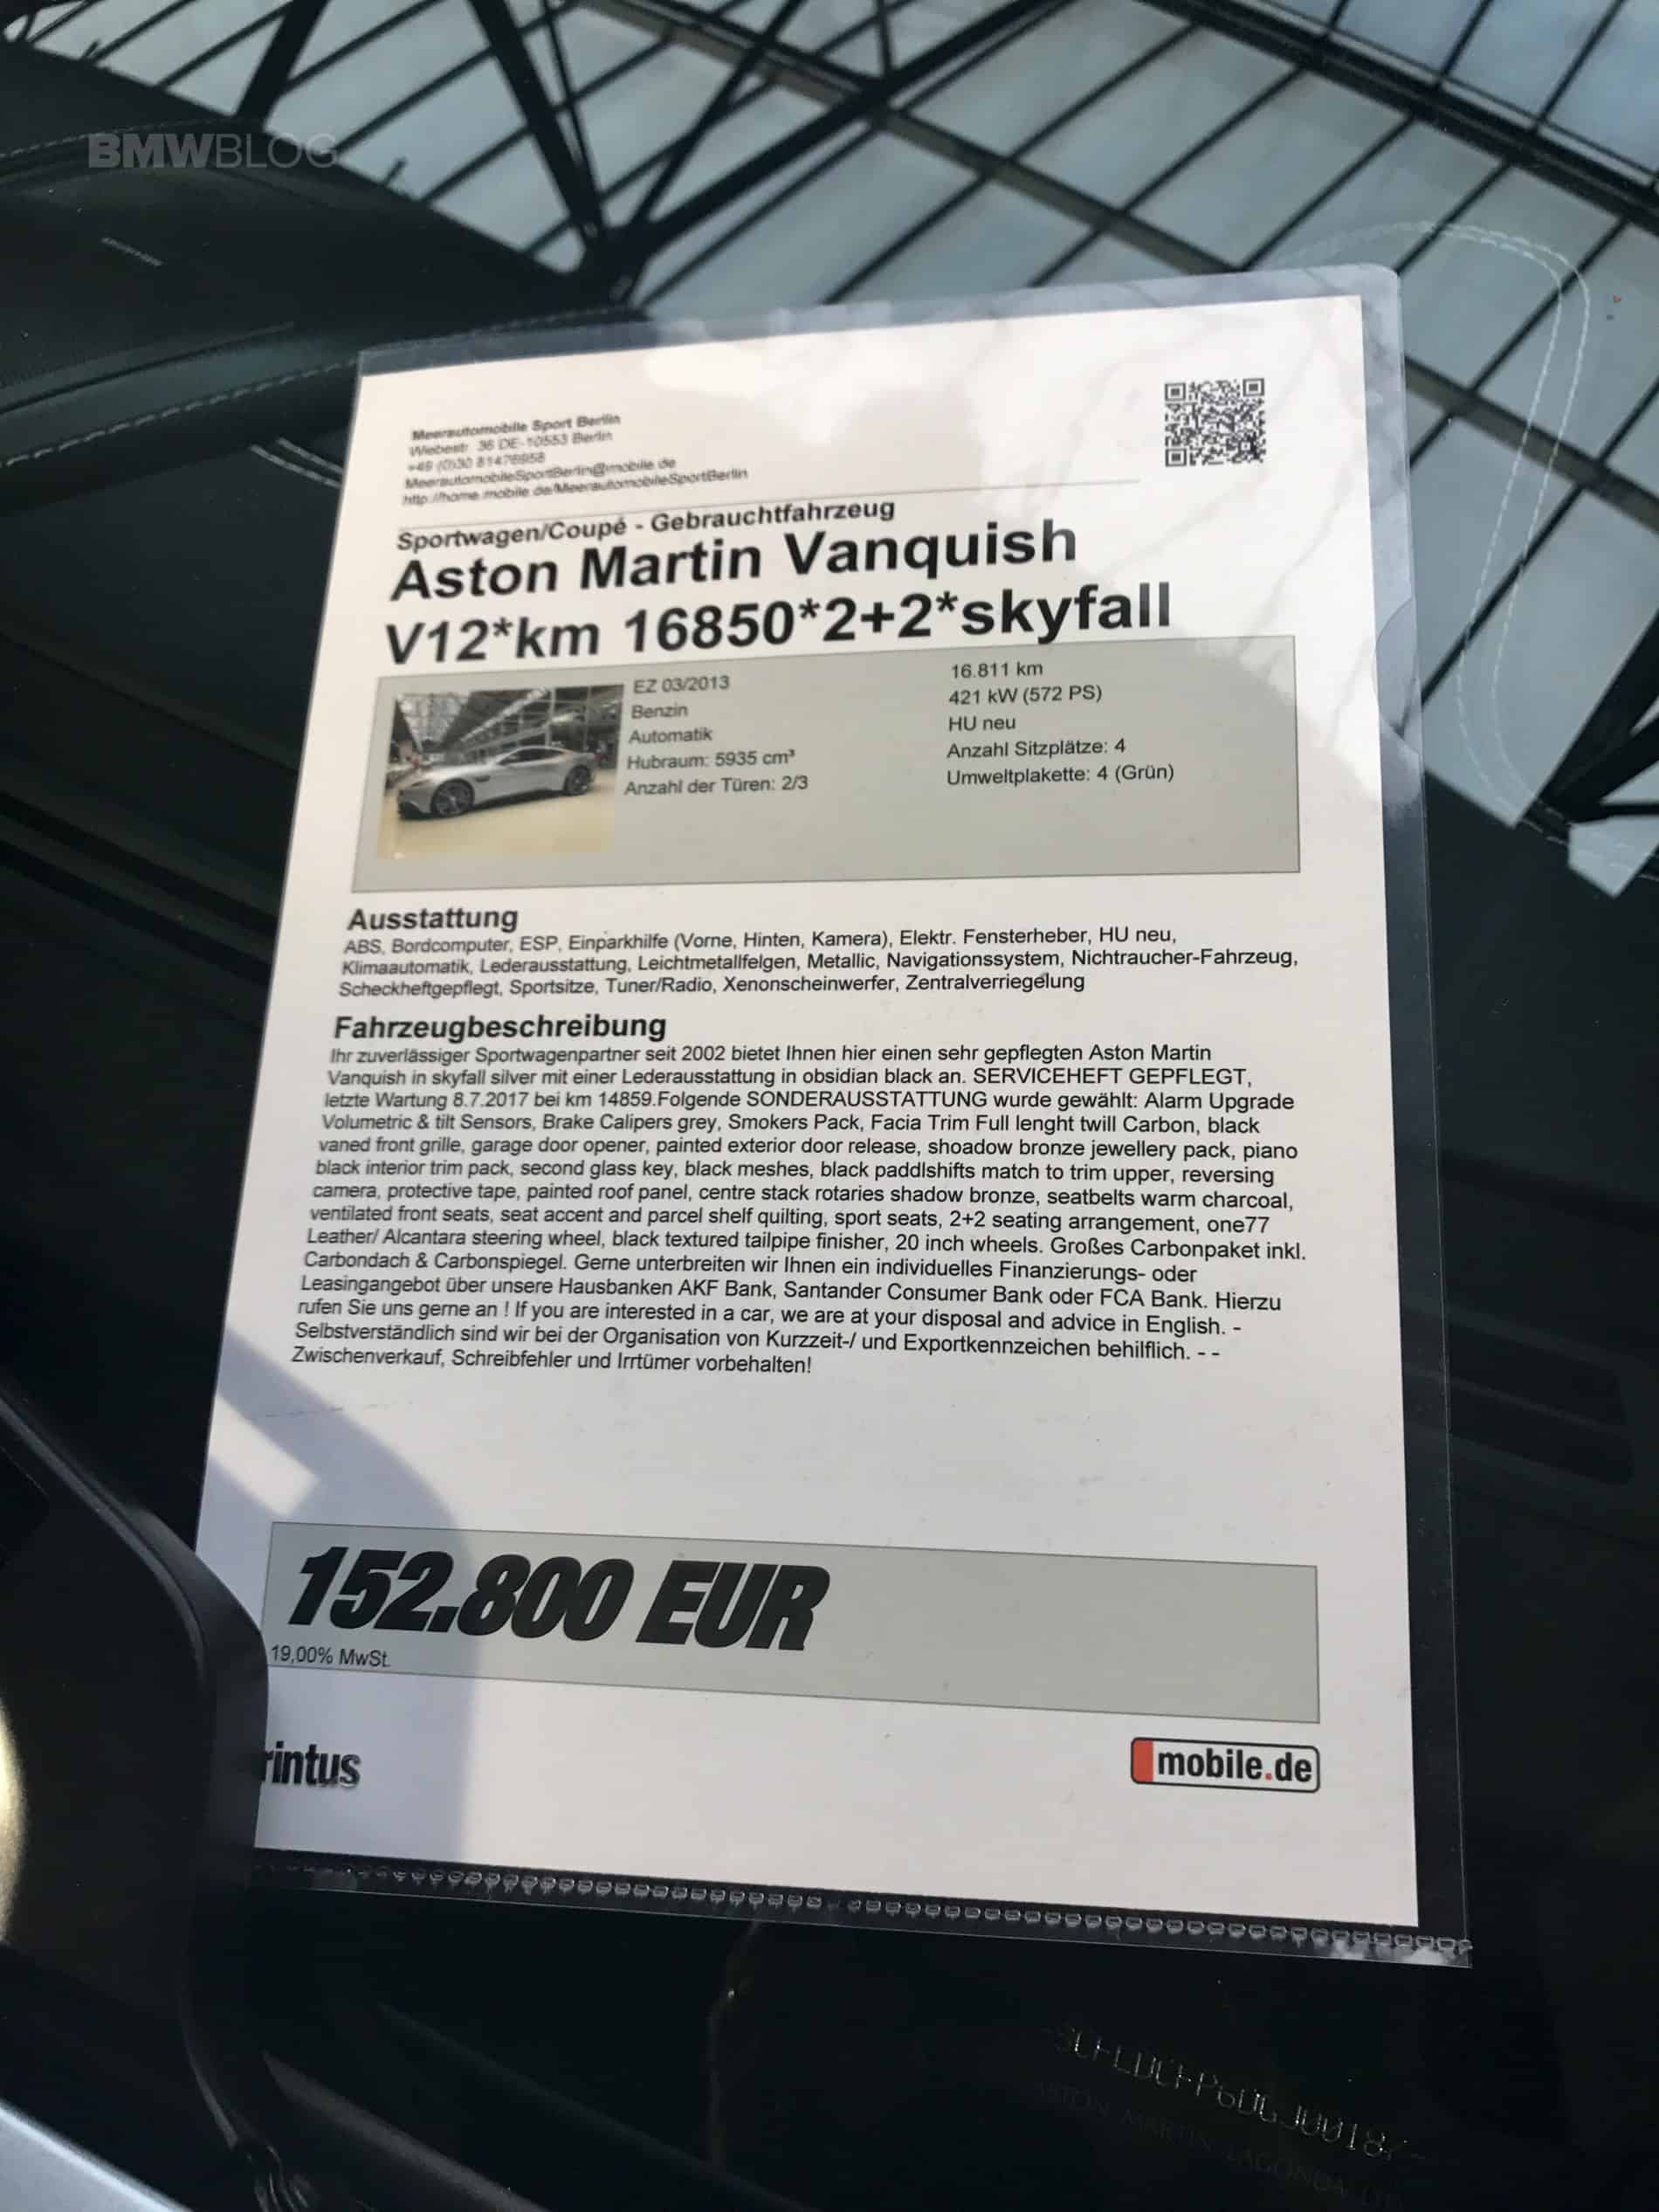 BMWBLOG
Meerautomobile Sport Berlin
Wiebestr. 36 DE-10553 Berlin
+49 (0)30 81476958
MeerautomobileSportBerlin@mobile.de
http://home.mobile.de/MeerautomobileSportBerlin
Sportwagen/Coupé - Gebrauchtfahrzeug
Aston Martin Vanquish
V12*km 16850*2+2*skyfall
EZ 03/2013
Benzin
Automatik
Hubraum: 5935 cm³
Anzahl der Türen: 2/3
16.811 km
421 kW (572 PS)
HU neu
Anzahl Sitzplätze: 4
Umweltplakette: 4 (Grün)
Ausstattung
ABS, Bordcomputer, ESP, Einparkhilfe (Vorne, Hinten, Kamera), Elektr. Fensterheber, HU neu,
Klimaautomatik, Lederausstattung, Leichtmetallfelgen, Metallic, Navigationssystem, Nichtraucher-Fahrzeug,
Scheckheftgepflegt, Sportsitze, Tuner/Radio, Xenonscheinwerfer, Zentralverriegelung
Fahrzeugbeschreibung
Ihr zuverlässiger Sportwagenpartner seit 2002 bietet Ihnen hier einen sehr gepflegten Aston Martin
Vanquish in skyfall silver mit einer Lederausstattung in obsidian black an. SERVICEHEFT GEPFLEGT,
letzte Wartung 8.7.2017 bei km 14859.Folgende SONDERAUSSTATTUNG wurde gewählt: Alarm Upgrade
Volumetric & tilt Sensors, Brake Calipers grey, Smokers Pack, Facia Trim Full lenght twill Carbon, black
vaned front grille, garage door opener, painted exterior door release, shoadow bronze jewellery pack, piano
black interior trim pack, second glass key, black meshes, black paddlshifts match to trim upper, reversing
camera, protective tape, painted roof panel, centre stack rotaries shadow bronze, seatbelts warm charcoal,
ventilated front seats, seat accent and parcel shelf quilting, sport seats, 2+2 seating arrangement, one77
Leather/ Alcantara steering wheel, black textured tailpipe finisher, 20 inch wheels. Großes Carbonpaket inkl.
Carbondach & Carbonspiegel. Gerne unterbreiten wir Ihnen ein individuelles Finanzierungs- oder
Leasingangebot über unsere Hausbanken AKF Bank, Santander Consumer Bank oder FCA Bank. Hierzu
rufen Sie uns gerne an ! If you are interested in a car, we are at your disposal and advice in English. -
Selbstverständlich sind wir bei der Organisation von Kurzzeit-/ und Exportkennzeichen behilflich. - -
Zwischenverkauf, Schreibfehler und Irrtümer vorbehalten!
152.800 EUR
19,00% MwSt.
rintus
mobile.de
ASTON MARTIN LAGONDA